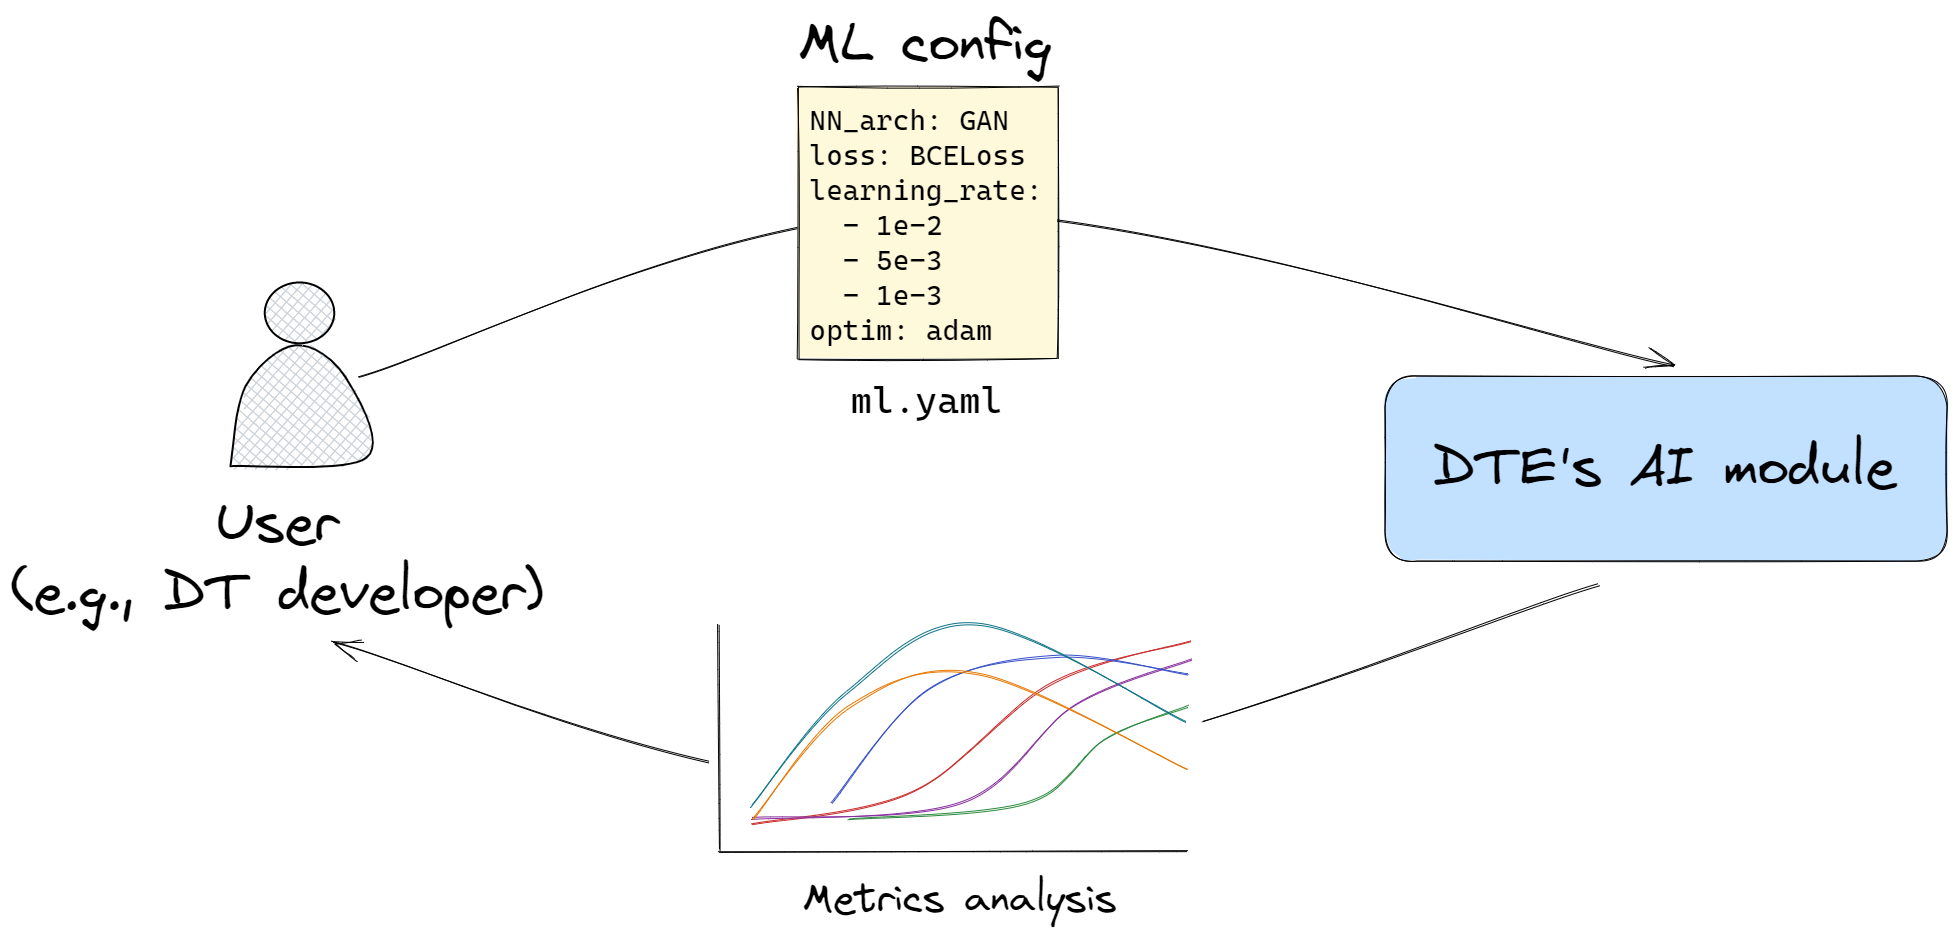 ML config
NN_arch: GAN
loss: BCELoss
learning_rate:
- 1e-2
- 5e-3
- 1e-3
optim: adam
ml.yaml
User
(e.g., DT developer)
DTE's AI module
Metrics analysis